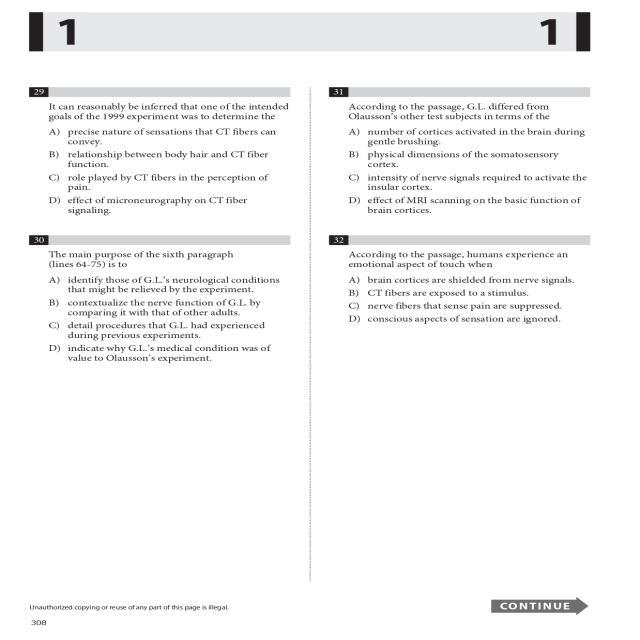 1 1
29
It can reasonably be inferred that one of the intended
goals of the 1999 experiment was to determine the
A) precise nature of sensations that CT fibers can
convey.
B) relationship between body hair and CT fiber
function.
C) role played by CT fibers in the perception of
pain.
D) effect of microneurography on CT fiber
signaling.
30
The main purpose of the sixth paragraph
(lines 64-75) is to
A) identify those of G.L.'s neurological conditions
that might be relieved by the experiment.
B) contextualize the nerve function of G.L. by
comparing it with that of other adults.
C) detail procedures that G.L. had experienced
during previous experiments.
D) indicate why G.L.'s medical condition was of
value to Olausson's experiment.
31
According to the passage, G.L. differed from
Olausson's other test subjects in terms of the
A) number of cortices activated in the brain during
gentle brushing.
B) physical dimensions of the somatosensory
cortex.
C) intensity of nerve signals required to activate the
insular cortex.
D) effect of MRI scanning on the basic function of
brain cortices.
32
According to the passage, humans experience an
emotional aspect of touch when
A) brain cortices are shielded from nerve signals.
B) CT fibers are exposed to a stimulus.
C) nerve fibers that sense pain are suppressed.
D) conscious aspects of sensation are ignored.
Unauthorized copying or reuse of any part of this page is illegal.
CONTINUE
308